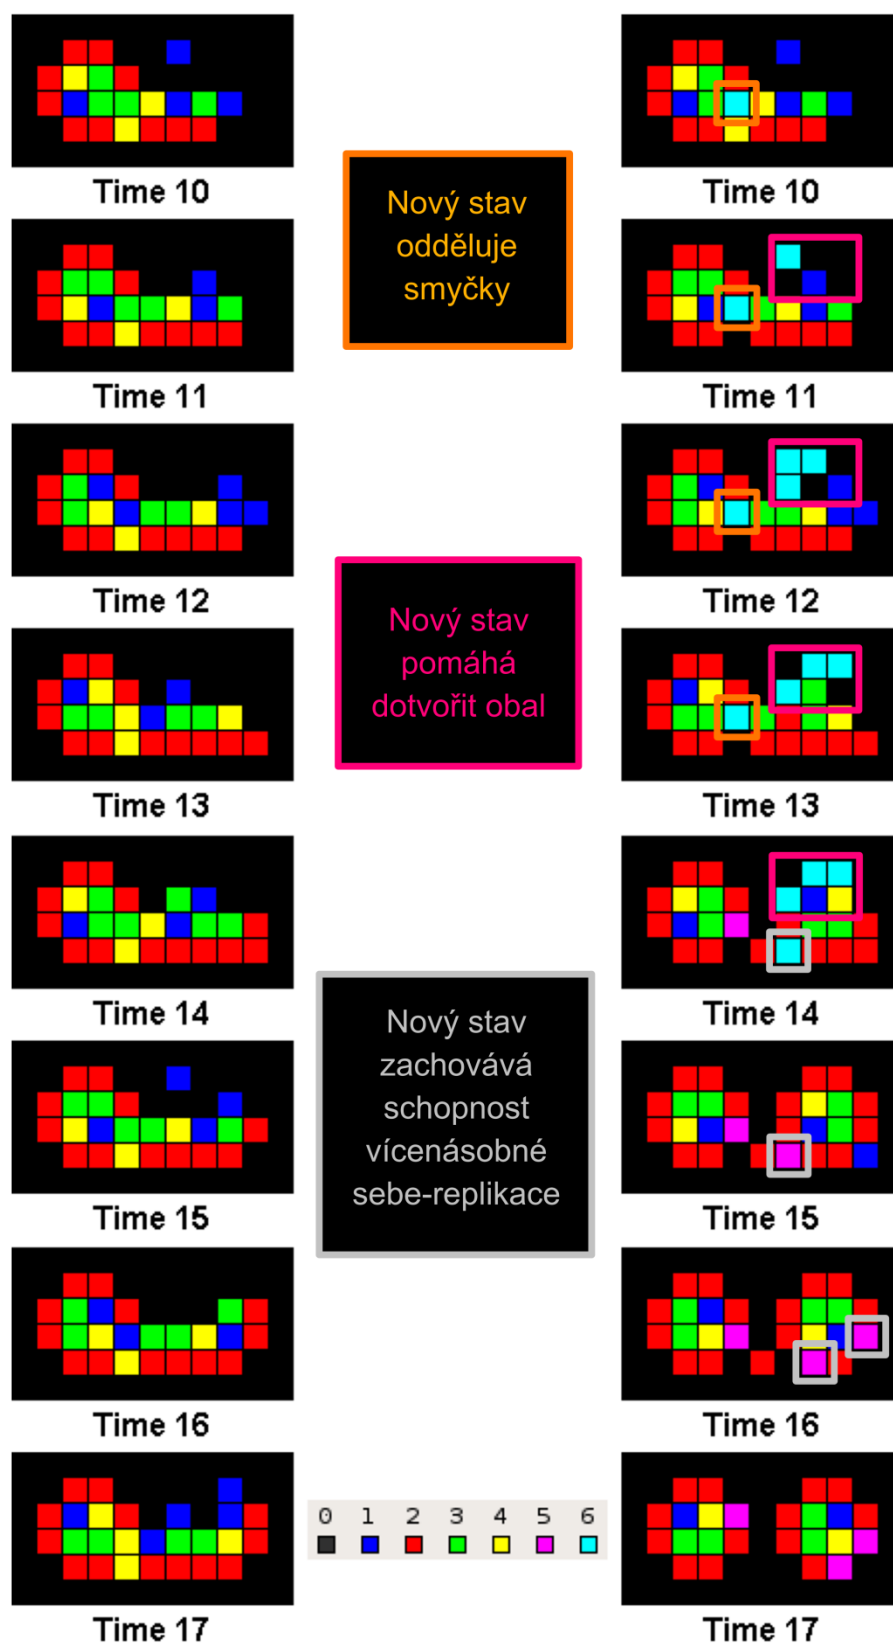 Time 10
Time 10
Nový stav
odděluje
smyčky
Time 11
Time 11
Time 12
Time 12
Nový stav
pomáhá
dotvořit obal
Time 13
Time 13
Time 14
Time 14
Nový stav
zachovává
schopnost
vícenásobné
sebe-replikace
Time 15
Time 15
Time 16
Time 16
0 1 2 3 4 5 6
Time 17
Time 17